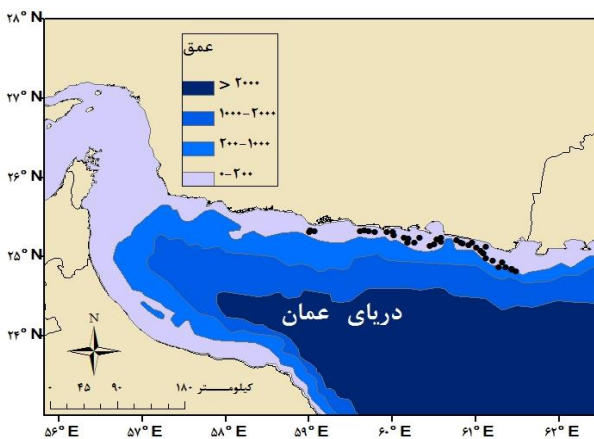 ۲۸° N
۲۷° N
۲۶° N
۲۵° N
۲۴° N
عمق
> ۲۰۰۰
۱۰۰۰-۲۰۰۰
۲۰۰-۱۰۰۰
۰-۲۰۰
دریای عمان
N
۰ ۴۵ ۹۰ ۱۸۰ کیلومتر
۵۶° E ۵۷° E ۵۸° E ۵۹° E ۶۰° E ۶۱° E ۶۲° E